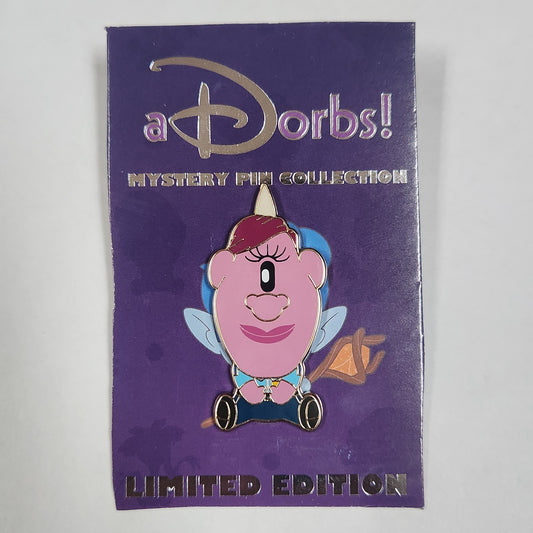 aDorbs!
MYSTERY PIN COLLECTION
LIMITED EDITION